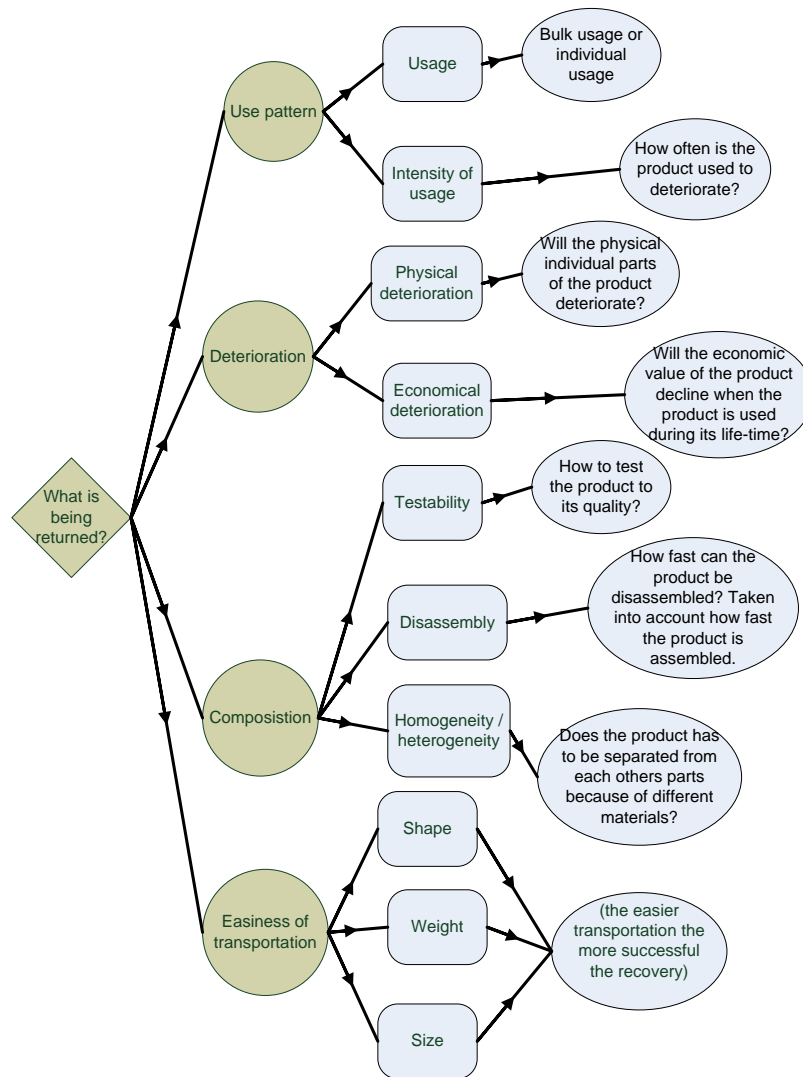 What is
being
returned?
Use pattern
Usage
Bulk usage or
individual
usage
Intensity of
usage
How often is the
product used to
deteriorate?
Deterioration
Physical
deterioration
Will the physical
individual parts
of the product
deteriorate?
Economical
deterioration
Will the economic
value of the product
decline when the
product is used
during its life-time?
Composistion
Testability
How to test
the product to
its quality?
Disassembly
How fast can the
product be
disassembled? Taken
into account how fast
the product is
assembled.
Homogeneity /
heterogeneity
Does the product has
to be separated from
each others parts
because of different
materials?
Easiness of
transportation
Shape
Weight
Size
(the easier
transportation the
more successful
the recovery)